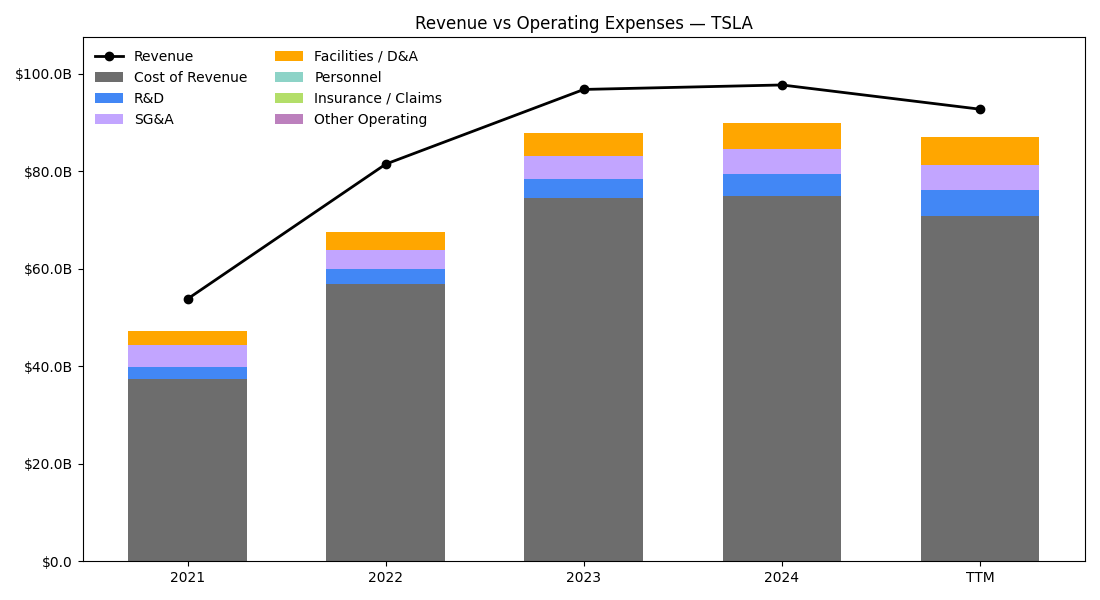 Revenue vs Operating Expenses — TSLA
Revenue
Cost of Revenue
R&D
SG&A
Facilities / D&A
Personnel
Insurance / Claims
Other Operating
$100.0B
$80.0B
$60.0B
$40.0B
$20.0B
$0.0
2021
2022
2023
2024
TTM